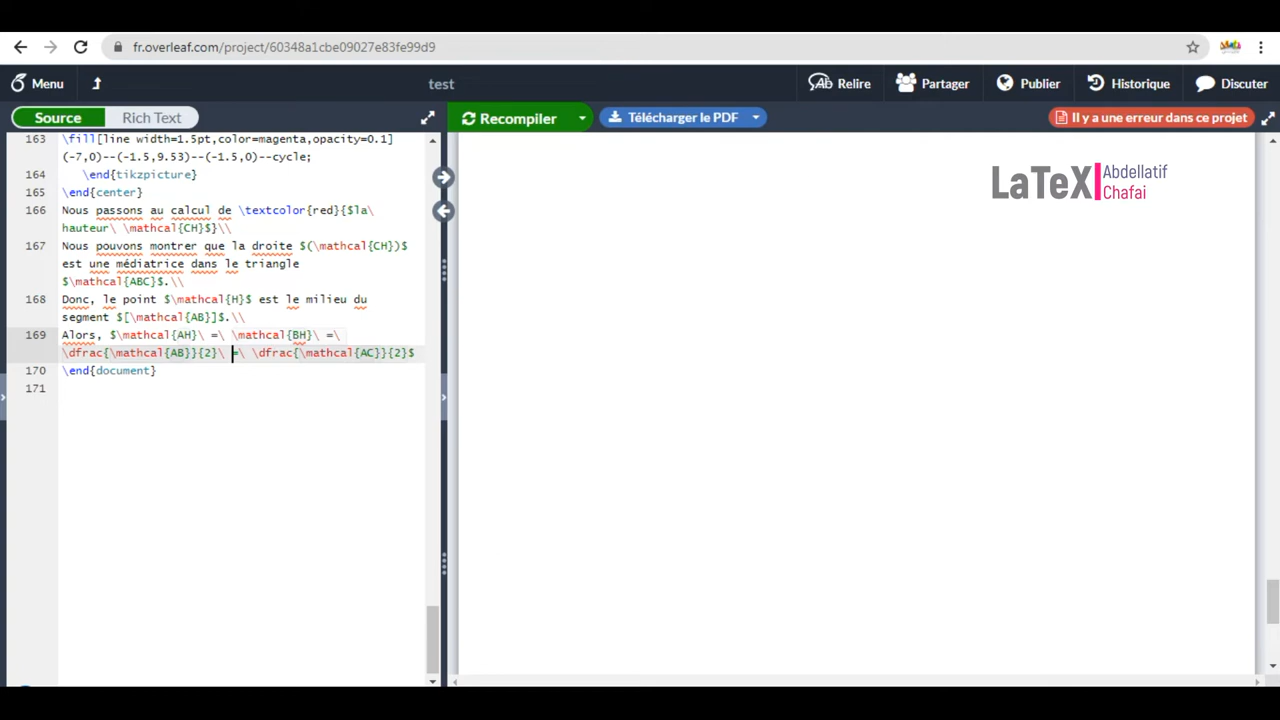 fr.overleaf.com/project/60348a1cbe09027e83fe99d9
Menu
test
Relire
Partager
Publier
Historique
Discuter
Source
Rich Text
Recompiler
Télécharger le PDF
Il y a une erreur dans ce projet
163 \fill[line width=1.5pt,color=magenta,opacity=0.1]
(-7,0)--(-1.5,9.53)--(-1.5,0)--cycle;
164 \end{tikzpicture}
165 \end{center}
166 Nous passons au calcul de \textcolor{red}{$la\
hauteur\ \mathcal{CH}$}\\
167 Nous pouvons montrer que la droite $(\mathcal{CH})$
est une médiatrice dans le triangle
$\mathcal{ABC}$.\\
168 Donc, le point $\mathcal{H}$ est le milieu du
segment $[\mathcal{AB}]$.\\
169 Alors, $\mathcal{AH}\ =\ \mathcal{BH}\ =\
\dfrac{\mathcal{AB}}{2}\ =\ \dfrac{\mathcal{AC}}{2}$
170 \end{document}
171
LaTeX
Abdellatif
Chafai